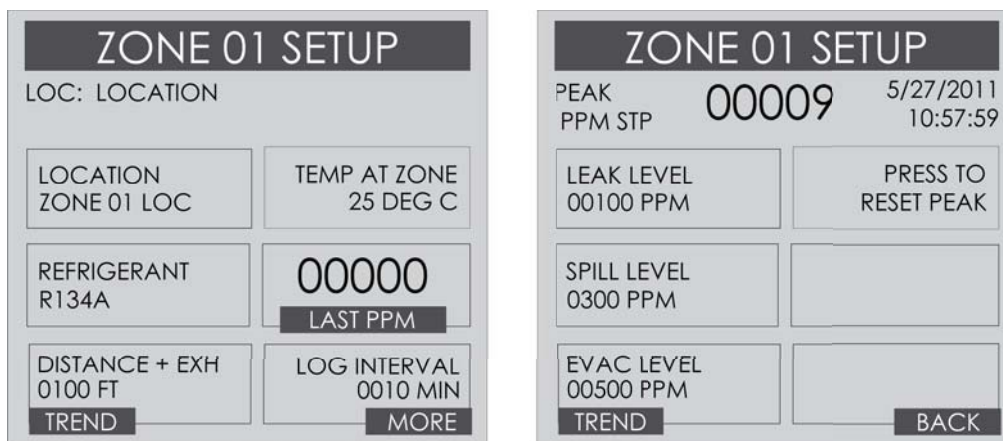 ZONE 01 SETUP
LOC: LOCATION
LOCATION
ZONE 01 LOC
TEMP AT ZONE
25 DEG C
REFRIGERANT
R134A
00000
LAST PPM
DISTANCE + EXH
0100 FT
LOG INTERVAL
0010 MIN
TREND
MORE
ZONE 01 SETUP
PEAK
PPM STP
00009
5/27/2011
10:57:59
LEAK LEVEL
00100 PPM
PRESS TO
RESET PEAK
SPILL LEVEL
0300 PPM
EVAC LEVEL
00500 PPM
TREND
BACK